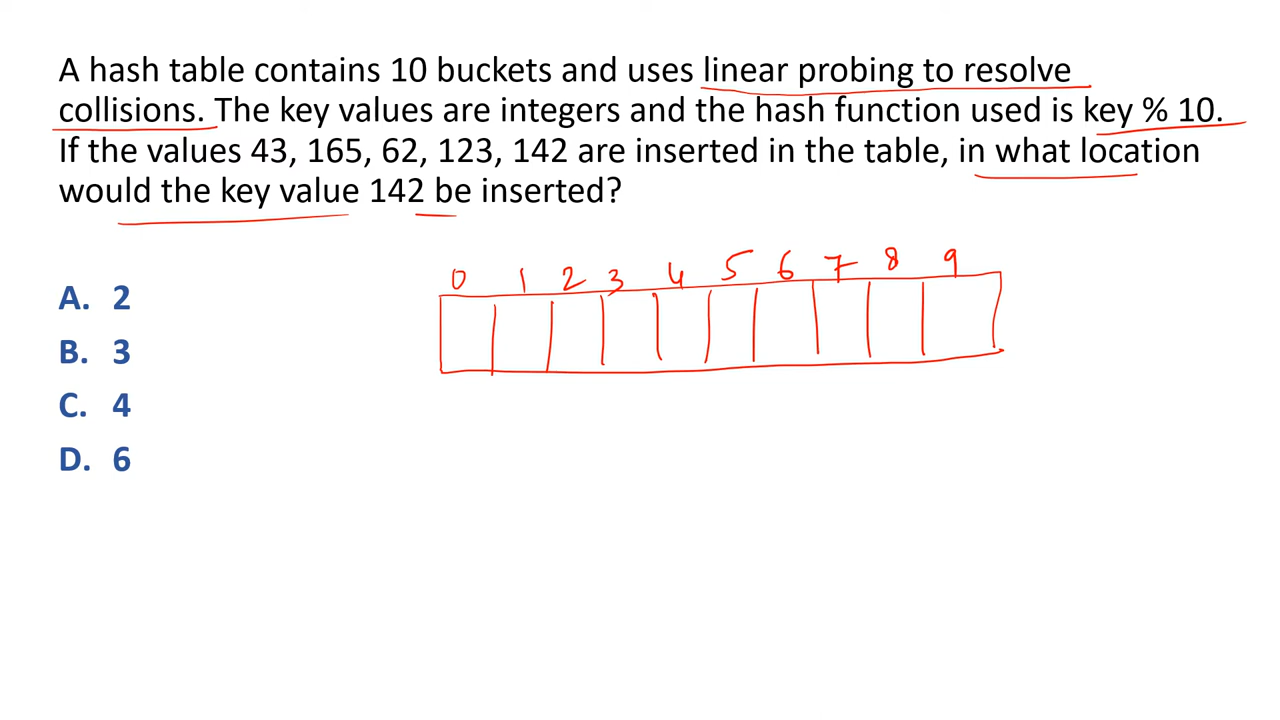 A hash table contains 10 buckets and uses linear probing to resolve
collisions. The key values are integers and the hash function used is key % 10.
If the values 43, 165, 62, 123, 142 are inserted in the table, in what location
would the key value 142 be inserted?
0 1 2 3 4 5 6 7 8 9
A. 2
B. 3
C. 4
D. 6